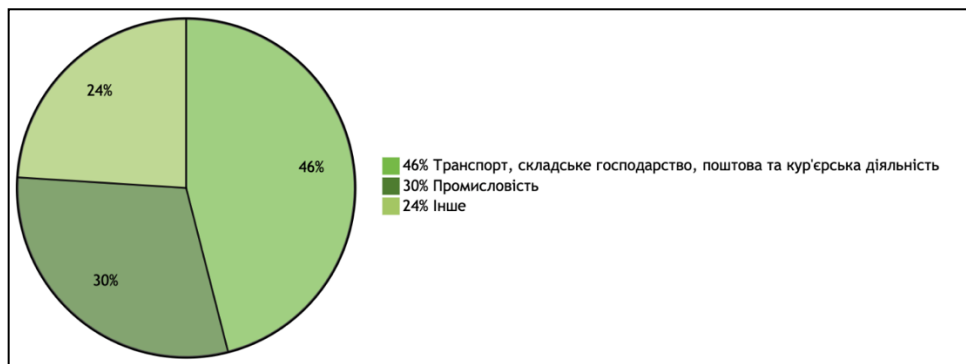 24%
46%
30%
46% Транспорт, складське господарство, поштова та кур'єрська діяльність
30% Промисловість
24% Інше